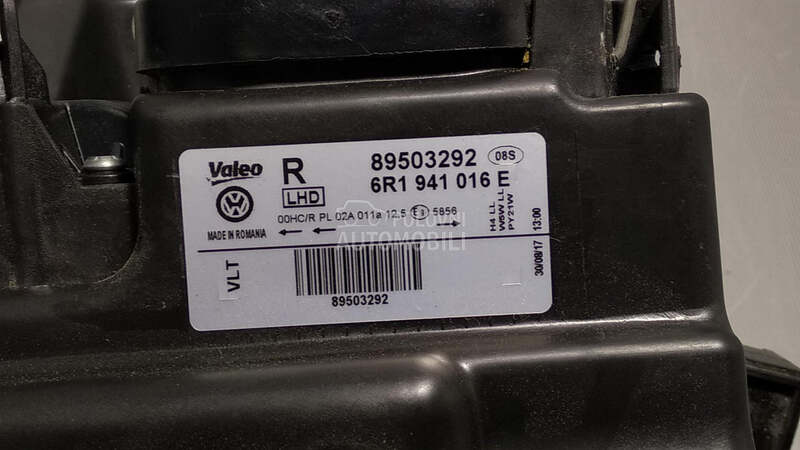 Valeo R 89503292 08S
LHD 6R1 941 016 E
00HC/R PL 02A 011a 12.5 5856
MADE IN ROMANIA
H4 LL
W5W LL
PY21W
30/08/17 13:00
POLOVNI
AUTOMOBILI
VLT
89503292